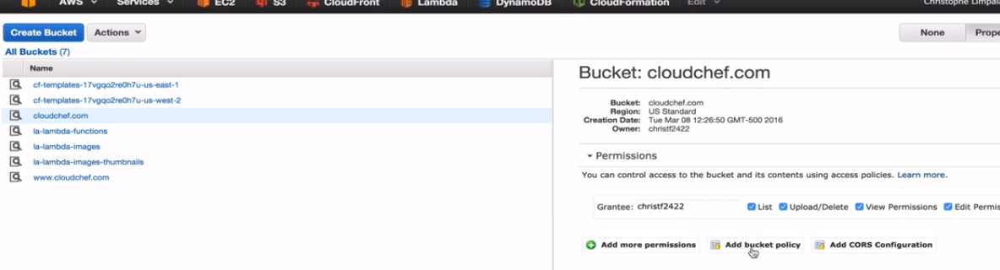 AWS Services EC2 S3 CloudFront Lambda DynamoDB CloudFormation Edit Christophe Limpala
Create Bucket Actions None Prope
All Buckets (7)
Name
cf-templates-17vgqo2re0h7u-us-east-1
cf-templates-17vgqo2re0h7u-us-west-2
cloudchef.com
la-lambda-functions
la-lambda-images
la-lambda-images-thumbnails
www.cloudchef.com
Bucket: cloudchef.com
Bucket: cloudchef.com
Region: US Standard
Creation Date: Tue Mar 08 12:26:50 GMT-500 2016
Owner: christf2422
Permissions
You can control access to the bucket and its contents using access policies. Learn more.
Grantee: christf2422 List Upload/Delete View Permissions Edit Permis
Add more permissions Add bucket policy Add CORS Configuration